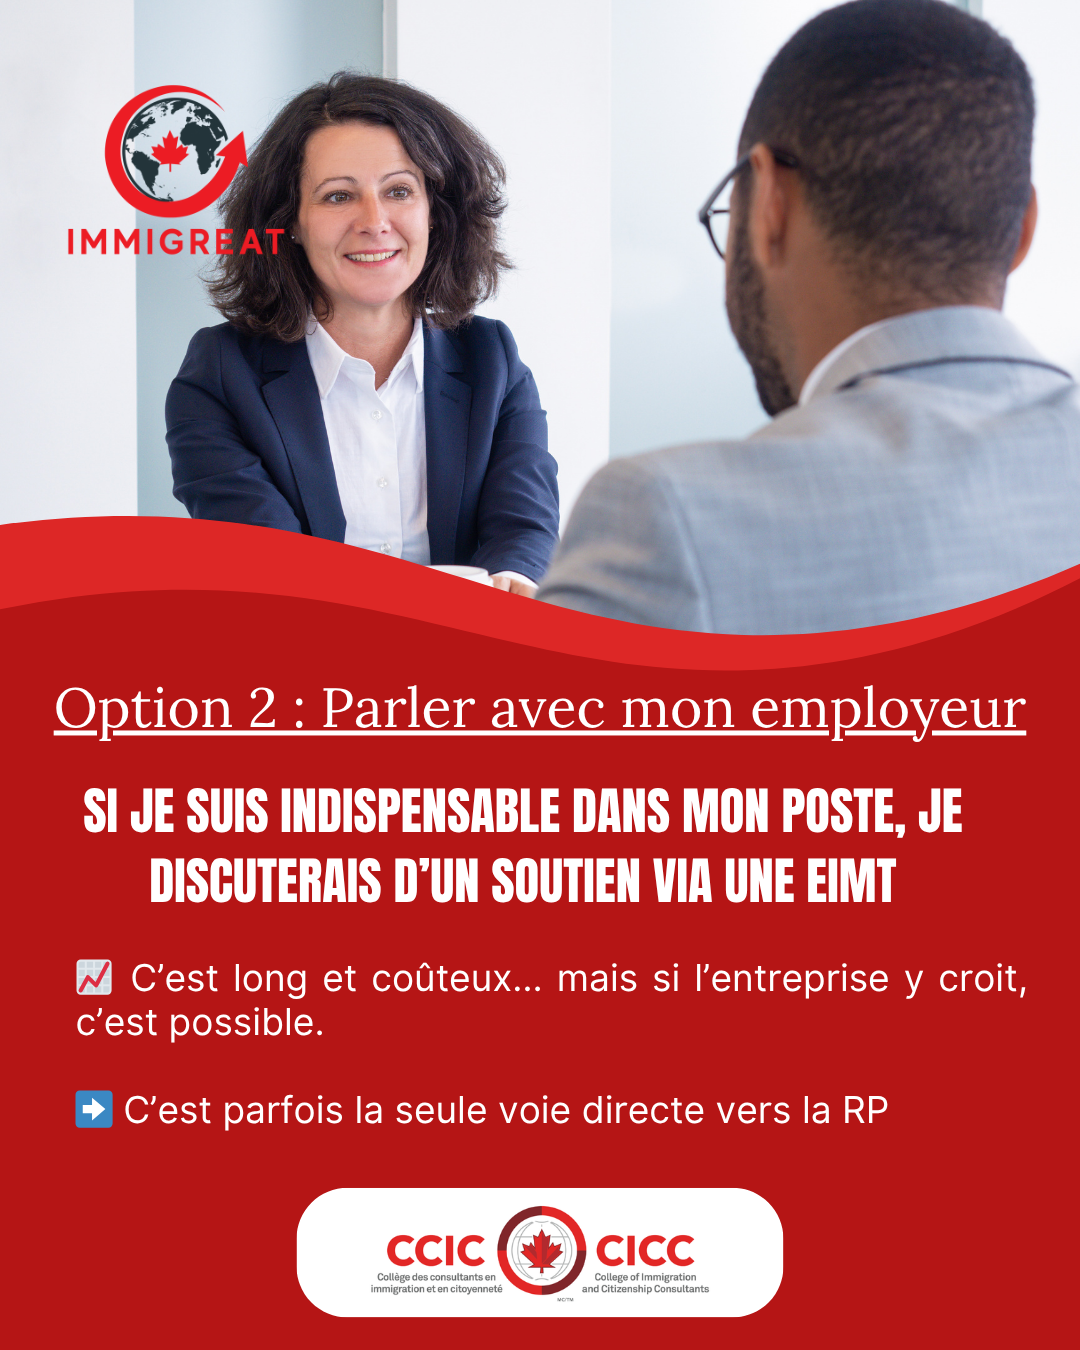 IMMIGREAT
Option 2 : Parler avec mon employeur
SI JE SUIS INDISPENSABLE DANS MON POSTE, JE
DISCUTERAIS D’UN SOUTIEN VIA UNE EIMT
📈 C’est long et coûteux... mais si l’entreprise y croit,
c’est possible.
➡️ C’est parfois la seule voie directe vers la RP
CCIC CICC
Collège des consultants en College of Immigration
immigration et en citoyenneté and Citizenship Consultants
MC/TM